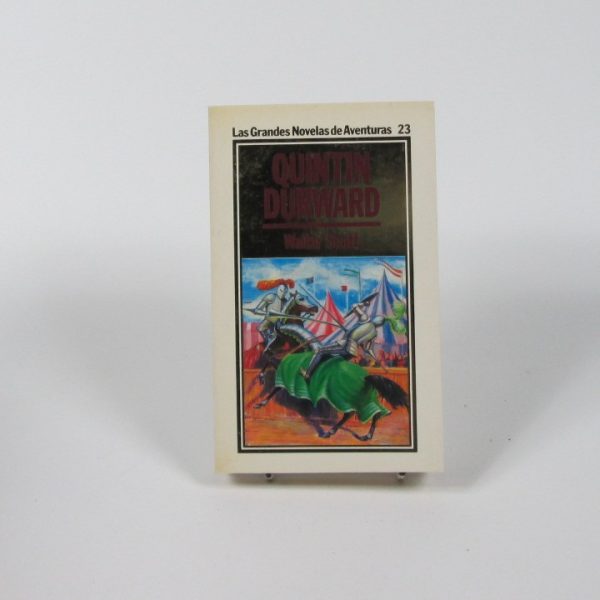 Las Grandes Novelas de Aventuras 23
QUINTIN
DURWARD
Walter Scott